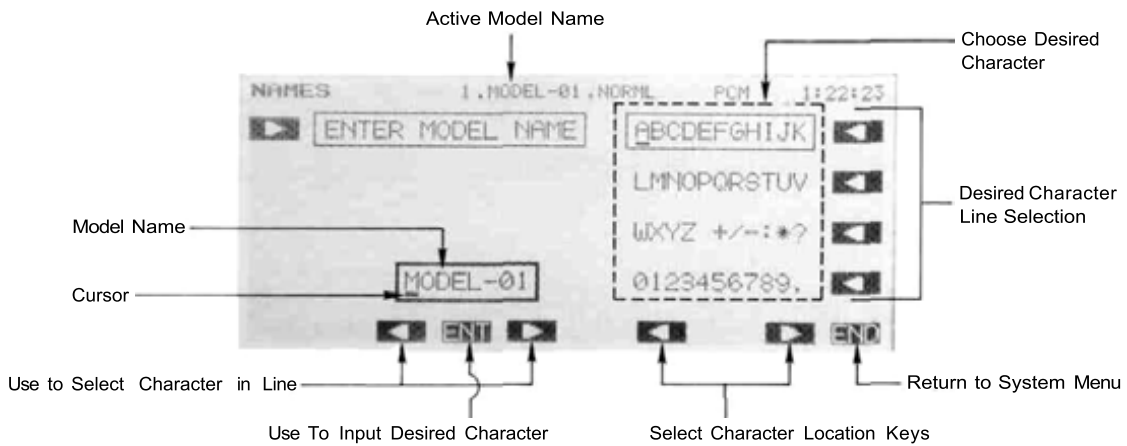 Active Model Name
Choose Desired
Character
NAMES 1.MODEL-01.NORML PCM 1:22:23
ENTER MODEL NAME ABCDEFGHIJK
LMNOPQRSTUV
Desired Character
Line Selection
Model Name
WXYZ +/-:*?
MODEL-01 0123456789.
Cursor
ENT END
Use to Select Character in Line
Return to System Menu
Use To Input Desired Character
Select Character Location Keys